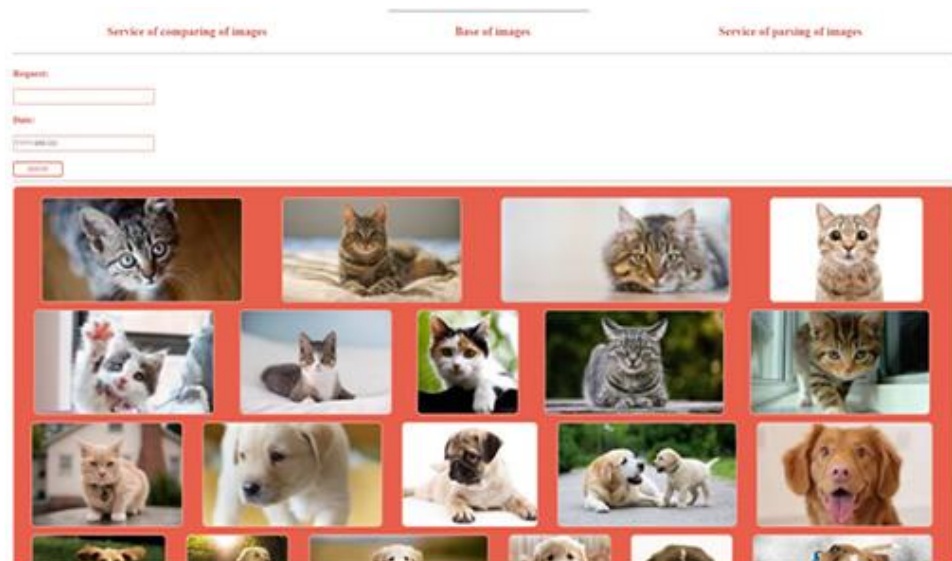 Service of comparing of images
Base of images
Service of parsing of images
Request:
Date: